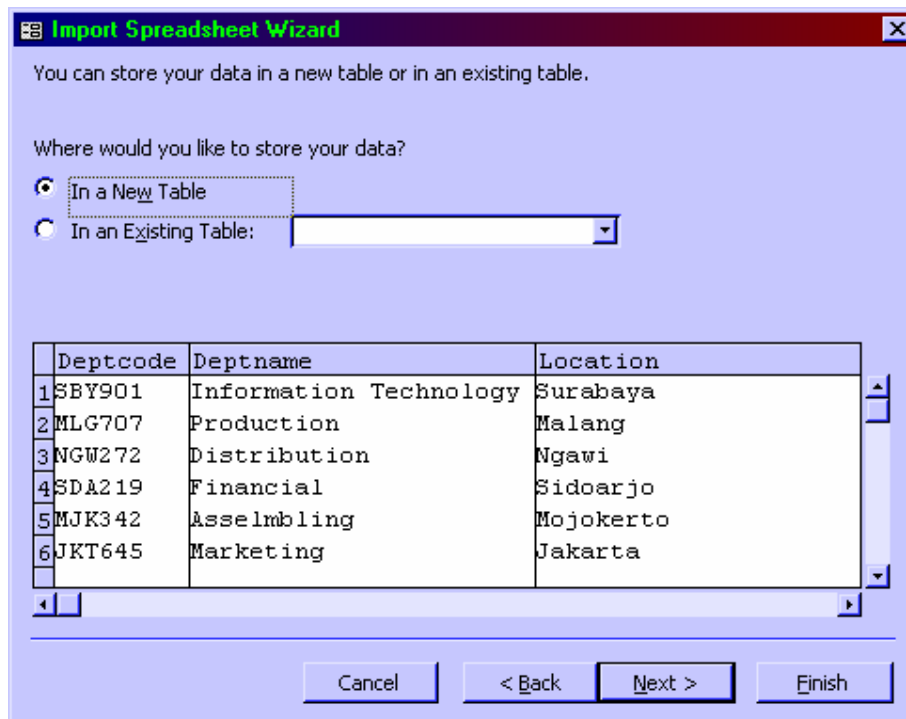 Import Spreadsheet Wizard
You can store your data in a new table or in an existing table.
Where would you like to store your data?
In a New Table
In an Existing Table:
Deptcode Deptname Location
1 SBY901 Information Technology Surabaya
2 MLG707 Production Malang
3 NGW272 Distribution Ngawi
4 SDA219 Financial Sidoarjo
5 MJK342 Asselmbling Mojokerto
6 JKT645 Marketing Jakarta
Cancel < Back Next > Finish